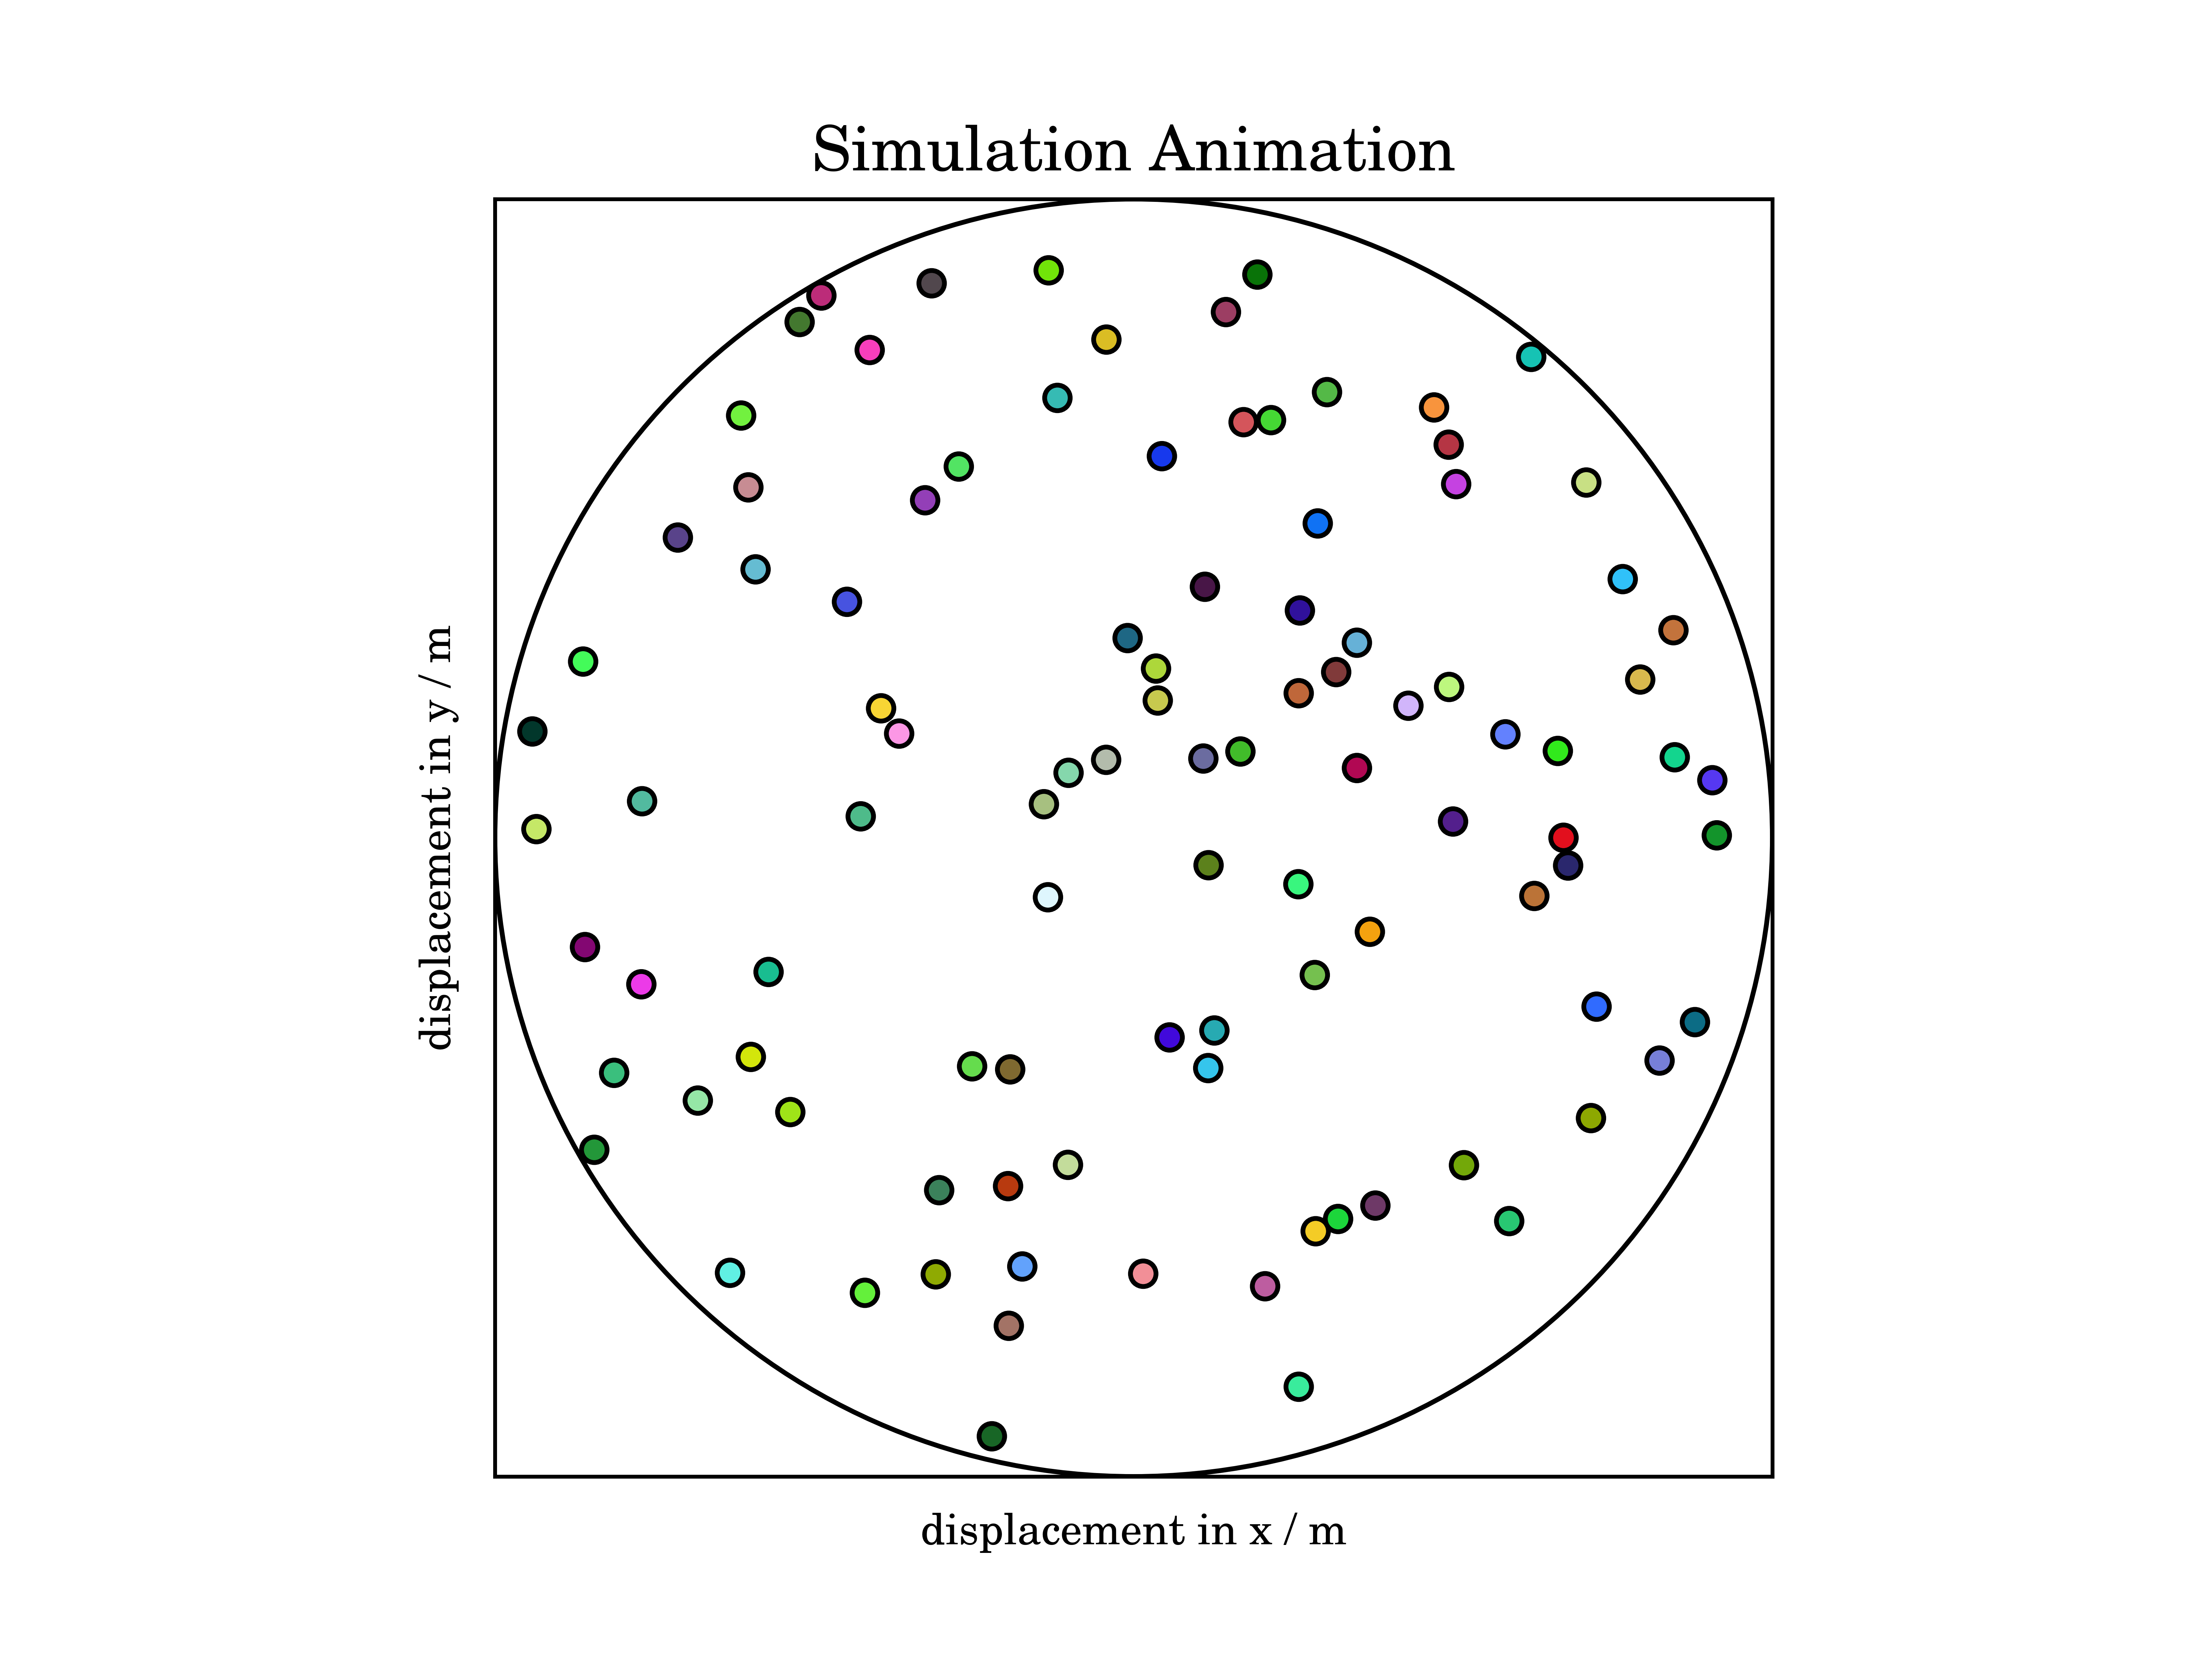 Simulation Animation
displacement in y / m
displacement in x / m